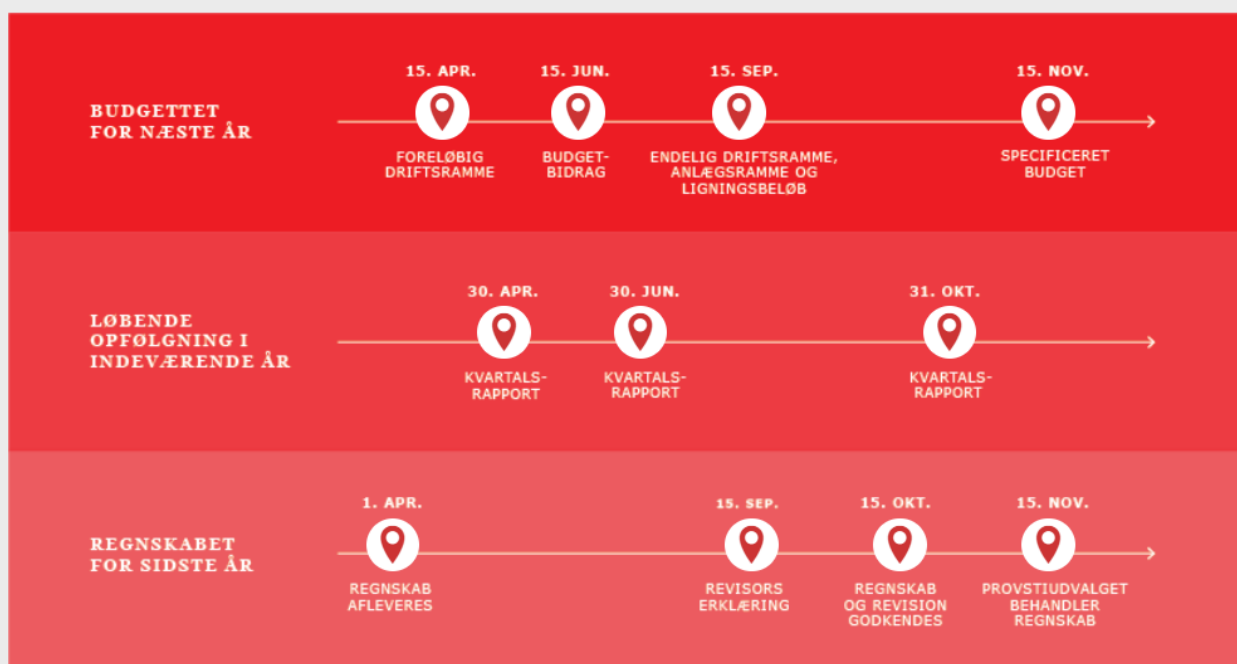 15. APR.
15. JUN.
15. SEP.
15. NOV.
BUDGETTET
FOR NÆSTE ÅR
FORELØBIG
DRIFTSRAMME
BUDGET-
BIDRAG
ENDELIG DRIFTSRAMME,
ANLÆGSRAMME OG
LIGNINGSBELØB
SPECIFICERET
BUDGET
30. APR.
30. JUN.
31. OKT.
LØBENDE
OPFØLGNING I
INDEVÆRENDE ÅR
KVARTALS-
RAPPORT
KVARTALS-
RAPPORT
KVARTALS-
RAPPORT
1. APR.
15. SEP.
15. OKT.
15. NOV.
REGNSKABET
FOR SIDSTE ÅR
REGNSKAB
AFLEVERES
REVISORS
ERKLÆRING
REGNSKAB
OG REVISION
GODKENDES
PROVSTIUDVALGET
BEHANDLER
REGNSKAB